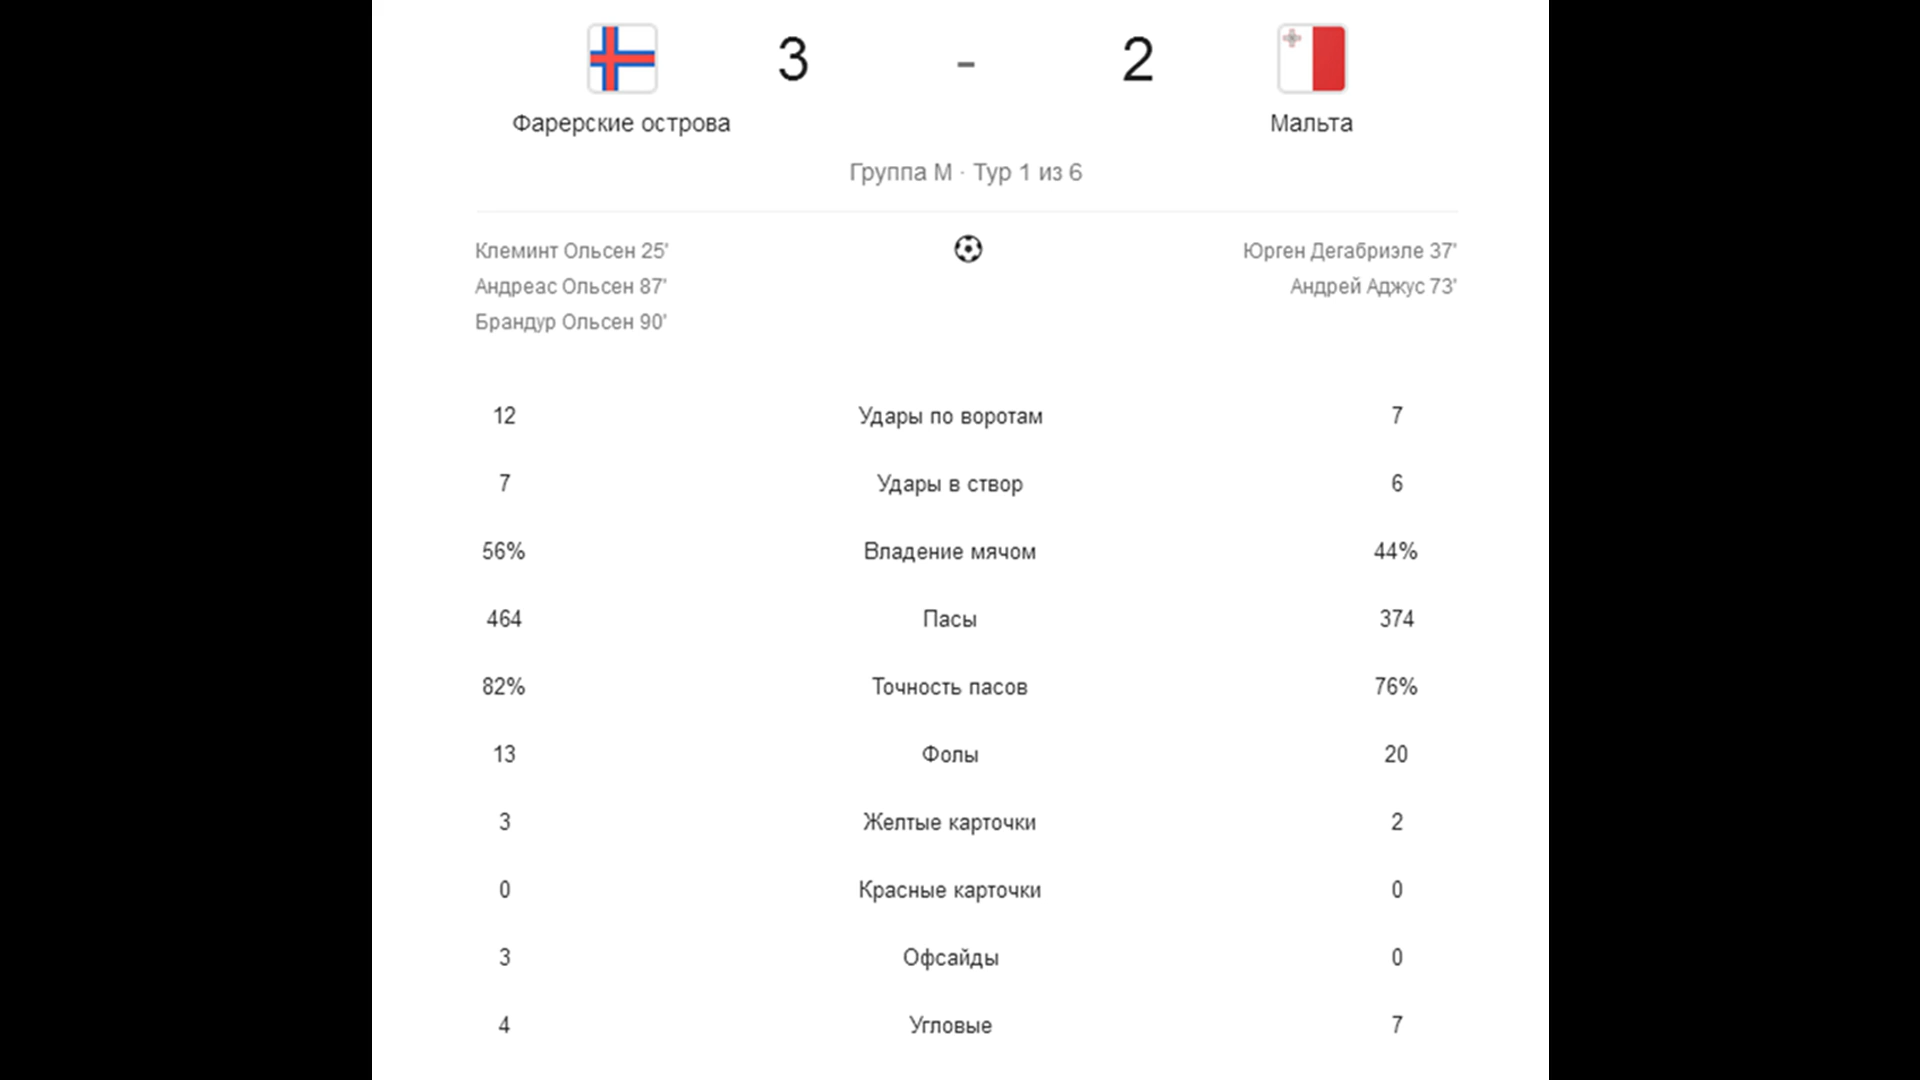 3 - 2
Фарерские острова Мальта
Группа M · Тур 1 из 6
Клеминт Ольсен 25' Юрген Дегабриэле 37'
Андреас Ольсен 87' Андрей Аджус 73'
Брандур Ольсен 90'
12 Удары по воротам 7
7 Удары в створ 6
56% Владение мячом 44%
464 Пасы 374
82% Точность пасов 76%
13 Фолы 20
3 Желтые карточки 2
0 Красные карточки 0
3 Офсайды 0
4 Угловые 7